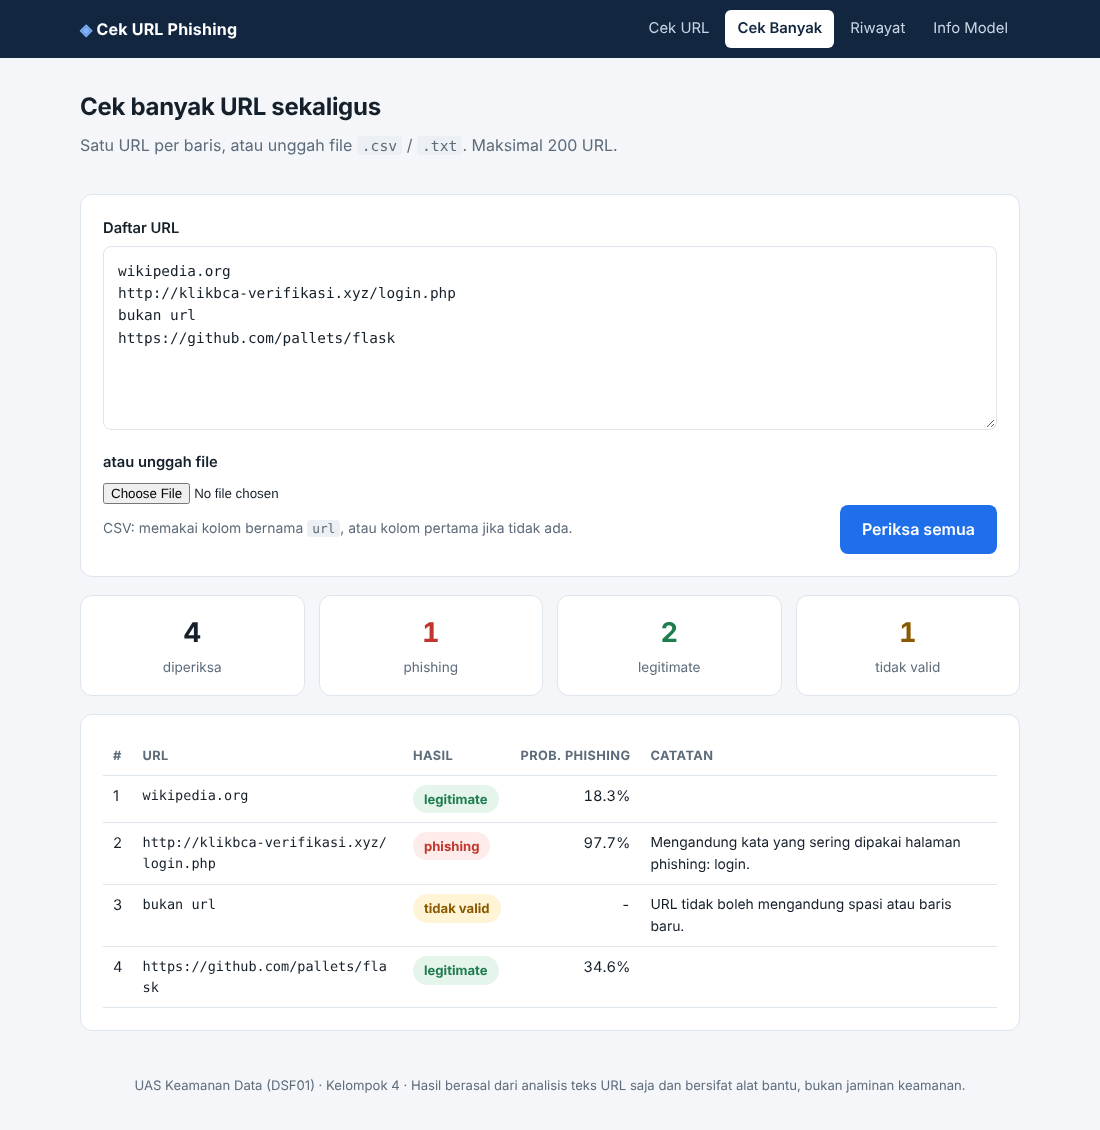 ◈ Cek URL Phishing
Cek URL
Cek Banyak
Riwayat
Info Model
Cek banyak URL sekaligus
Satu URL per baris, atau unggah file .csv / .txt. Maksimal 200 URL.
Daftar URL
wikipedia.org
http://klikbca-verifikasi.xyz/login.php
bukan url
https://github.com/pallets/flask
atau unggah file
Choose File No file chosen
CSV: memakai kolom bernama url, atau kolom pertama jika tidak ada.
Periksa semua
4
diperiksa
1
phishing
2
legitimate
1
tidak valid
# URL HASIL PROB. PHISHING CATATAN
1 wikipedia.org legitimate 18.3%
2 http://klikbca-verifikasi.xyz/ phishing 97.7% Mengandung kata yang sering dipakai halaman
login.php phishing: login.
3 bukan url tidak valid - URL tidak boleh mengandung spasi atau baris
baru.
4 https://github.com/pallets/fla legitimate 34.6%
sk
UAS Keamanan Data (DSF01) · Kelompok 4 · Hasil berasal dari analisis teks URL saja dan bersifat alat bantu, bukan jaminan keamanan.